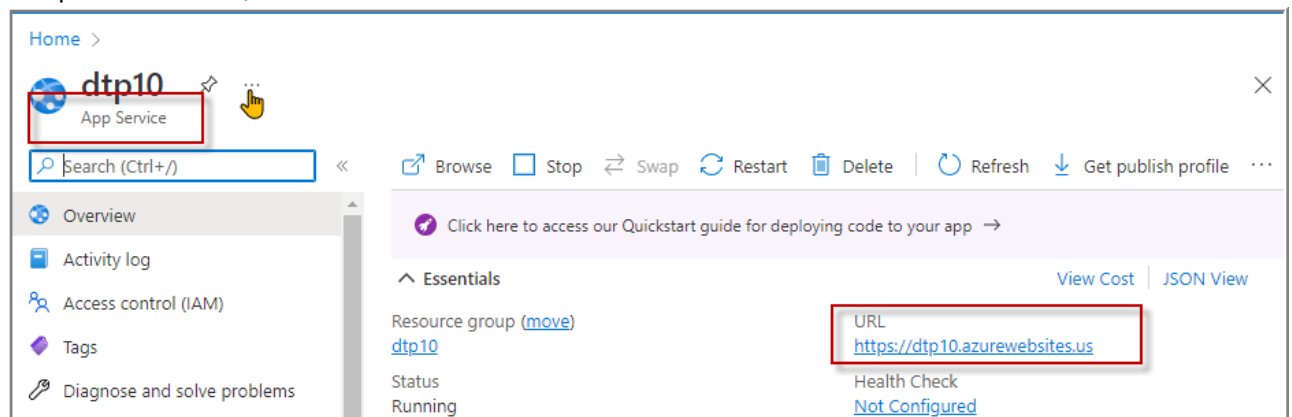 Home >
dtp10 ...
App Service
Search (Ctrl+/)
«
Browse Stop Swap Restart Delete Refresh Get publish profile ...
Overview
Click here to access our Quickstart guide for deploying code to your app →
Activity log
Essentials View Cost JSON View
Access control (IAM)
Resource group (move) URL
dtp10 https://dtp10.azurewebsites.us
Tags
Status Health Check
Diagnose and solve problems
Running Not Configured